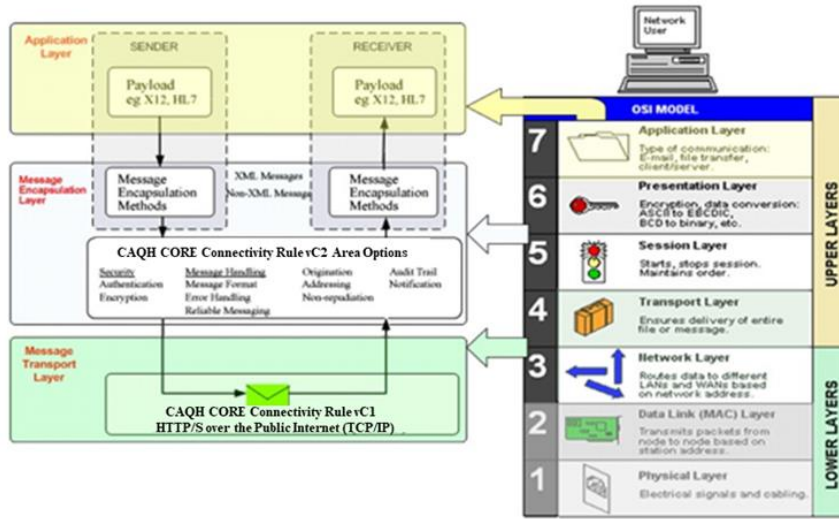 Application
Layer
SENDER
Payload
eg X12, HL7
RECEIVER
Payload
eg X12, HL7
Message
Encapsulation
Layer
Message
Encapsulation
Methods
XML Messages
Non-XML Message
Message
Encapsulation
Methods
CAQH CORE Connectivity Rule vC2 Area Options
Security
Authentication
Encryption
Message Handling
Message Format
Error Handling
Reliable Messaging
Origination
Addressing
Non-repudiation
Audit Trail
Notification
Message
Transport
Layer
CAQH CORE Connectivity Rule vC1
HTTP/S over the Public Internet (TCP/IP)
Network
User
OSI MODEL
7
Application Layer
Type of communication:
E-mail, file transfer,
client/server.
6
Presentation Layer
Encryption, data conversion:
ASCII to EBCDIC,
BCD to binary, etc.
5
Session Layer
Starts, stops session.
Maintains order.
4
Transport Layer
Ensures delivery of entire
file or message.
3
Network Layer
Routes data to different
LANs and WANs based
on network address.
2
Data Link (MAC) Layer
Transmits packets from
node to node based on
station address.
1
Physical Layer
Electrical signals and cabling.
UPPER LAYERS
LOWER LAYERS